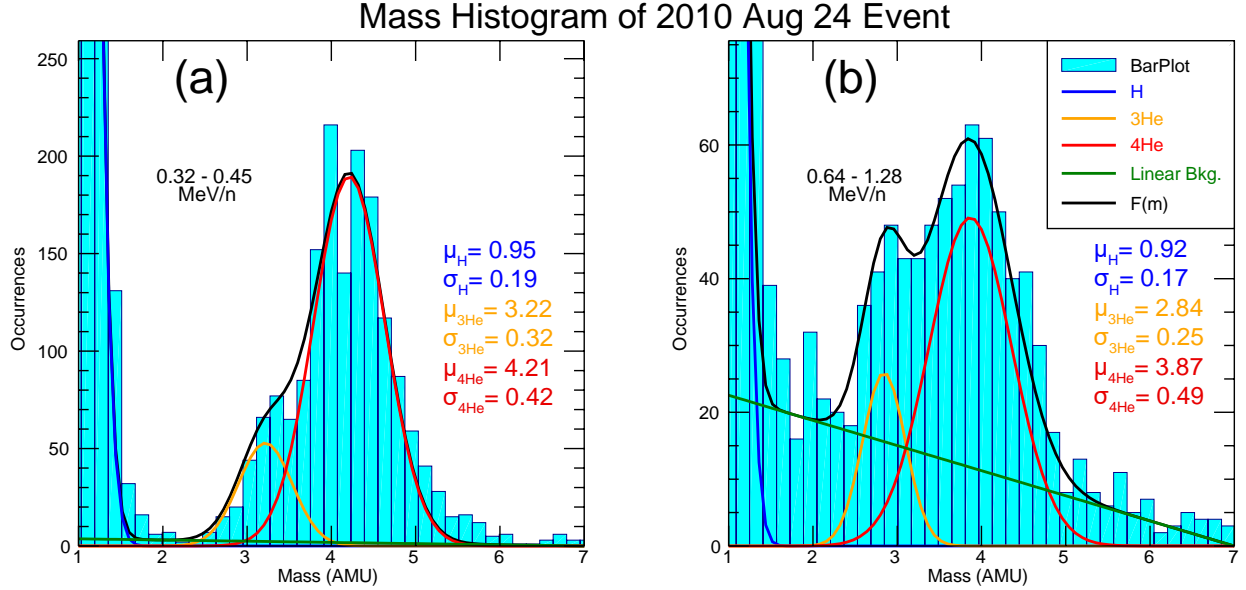 Mass Histogram of 2010 Aug 24 Event
(a)
0.32 - 0.45
MeV/n
μH= 0.95
σH= 0.19
μ3He= 3.22
σ3He= 0.32
μ4He= 4.21
σ4He= 0.42
Occurrences
250
200
150
100
50
0
1 2 3 4 5 6 7
Mass (AMU)
(b)
0.64 - 1.28
MeV/n
BarPlot
H
3He
4He
Linear Bkg.
F(m)
μH= 0.92
σH= 0.17
μ3He= 2.84
σ3He= 0.25
μ4He= 3.87
σ4He= 0.49
Occurrences
60
40
20
0
1 2 3 4 5 6 7
Mass (AMU)